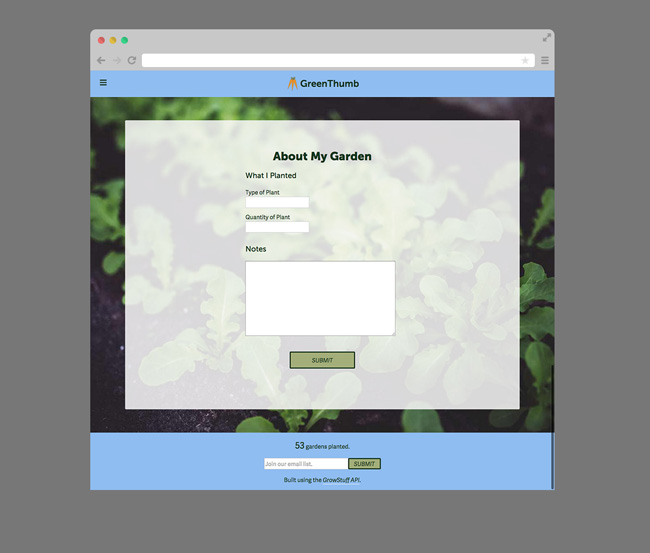 GreenThumb
About My Garden
What I Planted
Type of Plant
Quantity of Plant
Notes
SUBMIT
53 gardens planted.
Join our email list. SUBMIT
Built using the GrowStuff API.